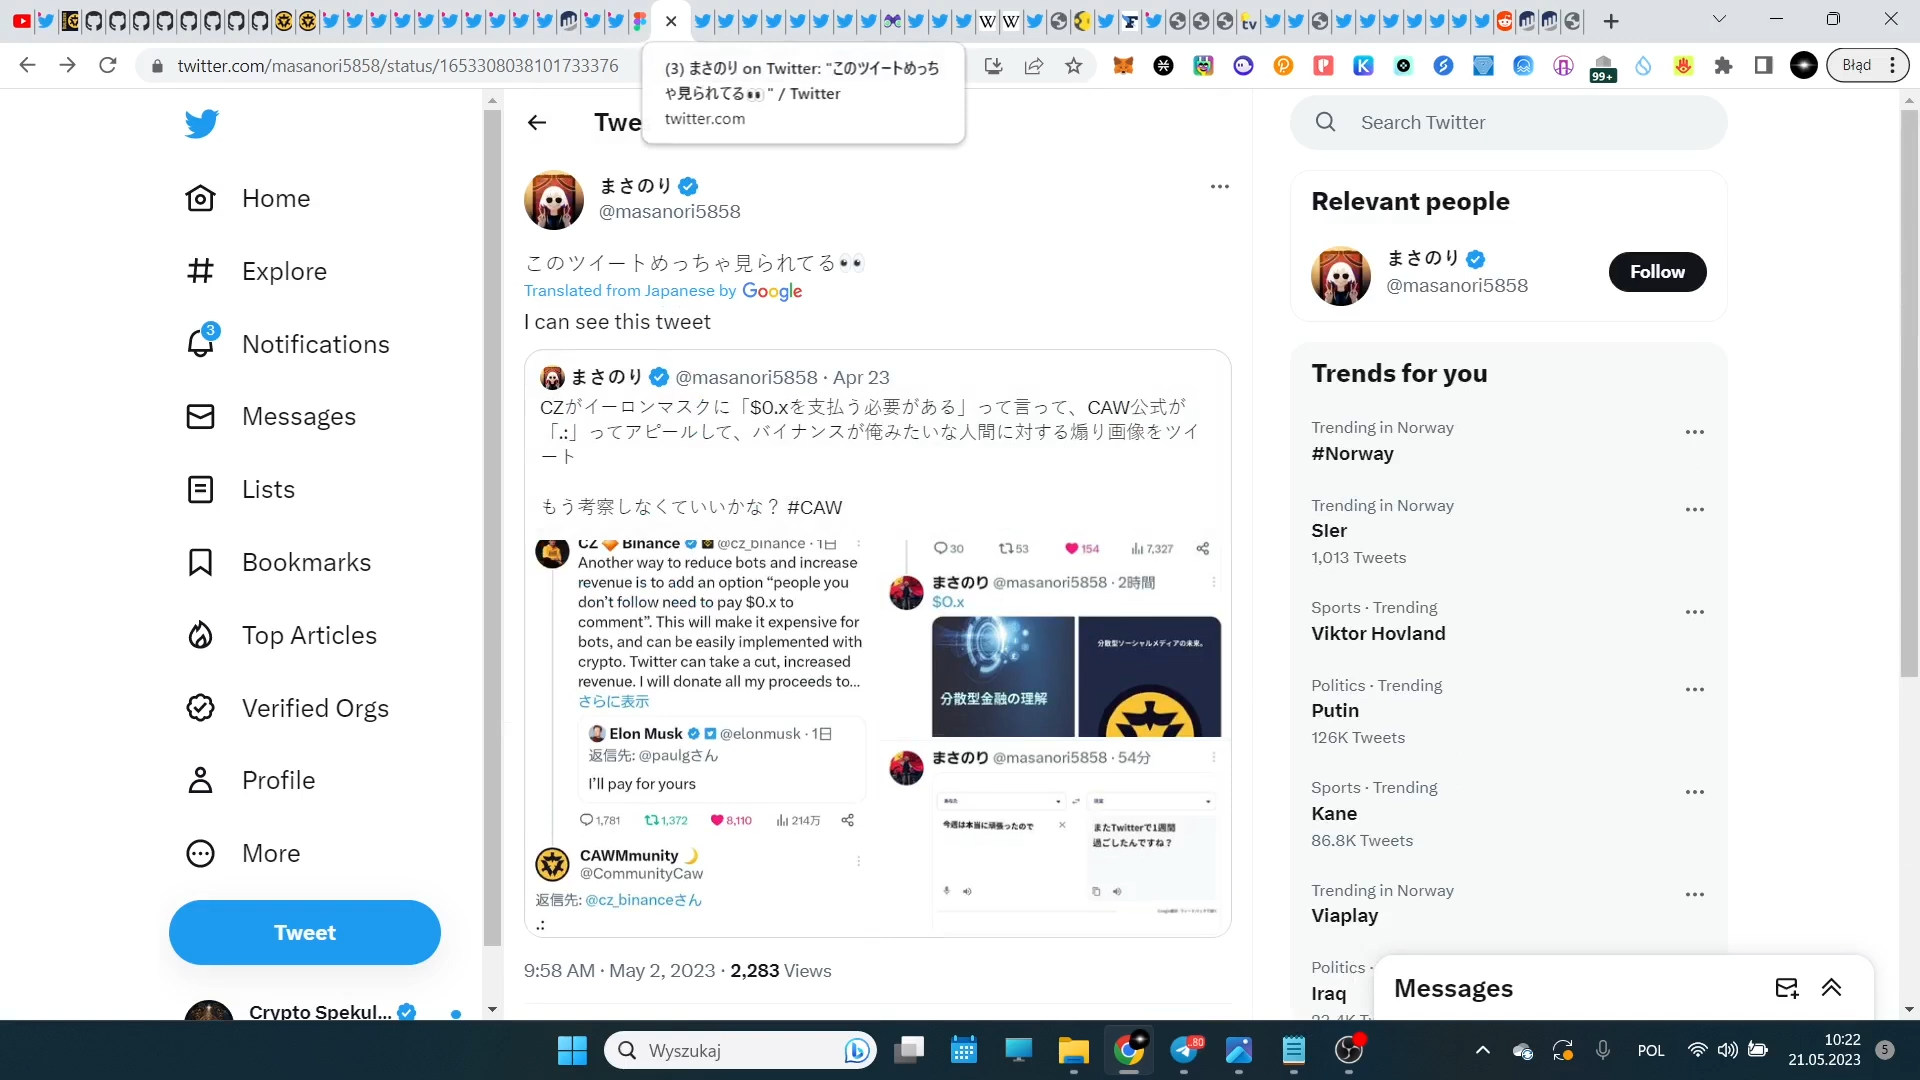 twitter.com/masanori5858/status/1653308038101733376
(3) まさのり on Twitter: "このツイートめっち
ゃ見られてる👀 " / Twitter
twitter.com
99+
Błąd
Home
Explore
3
Notifications
Messages
Lists
Bookmarks
Top Articles
Verified Orgs
Profile
More
Tweet
Crypto Spekul...
Twe
まさのり
@masanori5858
このツイートめっちゃ見られてる👀
Translated from Japanese by Google
I can see this tweet
まさのり @masanori5858 · Apr 23
CZがイーロンマスクに「$0.xを支払う必要がある」って言って、CAW公式が
「.:」ってアピールして、バイナンスが俺みたいな人間に対する煽り画像をツイ
ート
もう考察しなくていいかな？ #CAW
CZ 🔶 Binance @cz_binance · 1日
Another way to reduce bots and increase
revenue is to add an option “people you
don’t follow need to pay $0.x to
comment”. This will make it expensive for
bots, and can be easily implemented with
crypto. Twitter can take a cut, increased
revenue. I will donate all my proceeds to...
さらに表示
Elon Musk @elonmusk · 1日
返信先: @paulgさん
I’ll pay for yours
1,781 1,372 8,110 214万
CAWMmunity 🌙
@CommunityCaw
返信先: @cz_binanceさん
.:
30 53 154 7,327
まさのり @masanori5858 · 2時間
$O.x
分散型金融の理解
分散型ソーシャルメディアの未来。
まさのり @masanori5858 · 54分
今週は本当に頑張ったので
またTwitterで1週間
過ごしたんですね？
9:58 AM · May 2, 2023 · 2,283 Views
Search Twitter
Relevant people
まさのり
@masanori5858
Follow
Trends for you
Trending in Norway
#Norway
Trending in Norway
Sler
1,013 Tweets
Sports · Trending
Viktor Hovland
Politics · Trending
Putin
126K Tweets
Sports · Trending
Kane
86.8K Tweets
Trending in Norway
Viaplay
Politics ·
Iraq
Messages
Wyszukaj
80
POL
10:22
21.05.2023
5